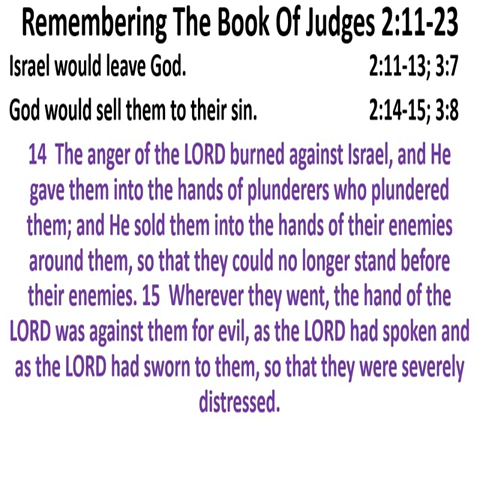 Remembering The Book Of Judges 2:11-23
Israel would leave God. 2:11-13; 3:7
God would sell them to their sin. 2:14-15; 3:8
14 The anger of the LORD burned against Israel, and He
gave them into the hands of plunderers who plundered
them; and He sold them into the hands of their enemies
around them, so that they could no longer stand before
their enemies. 15 Wherever they went, the hand of the
LORD was against them for evil, as the LORD had spoken and
as the LORD had sworn to them, so that they were severely
distressed.